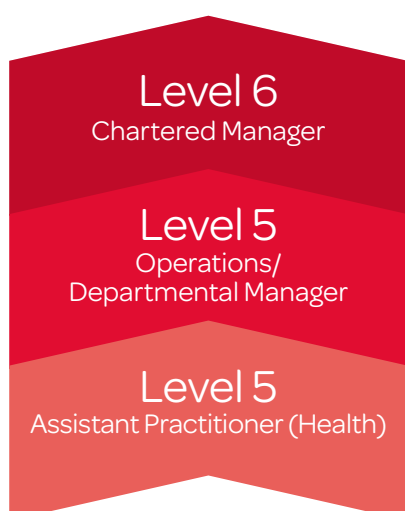 Level 6
Chartered Manager
Level 5
Operations/
Departmental Manager
Level 5
Assistant Practitioner (Health)